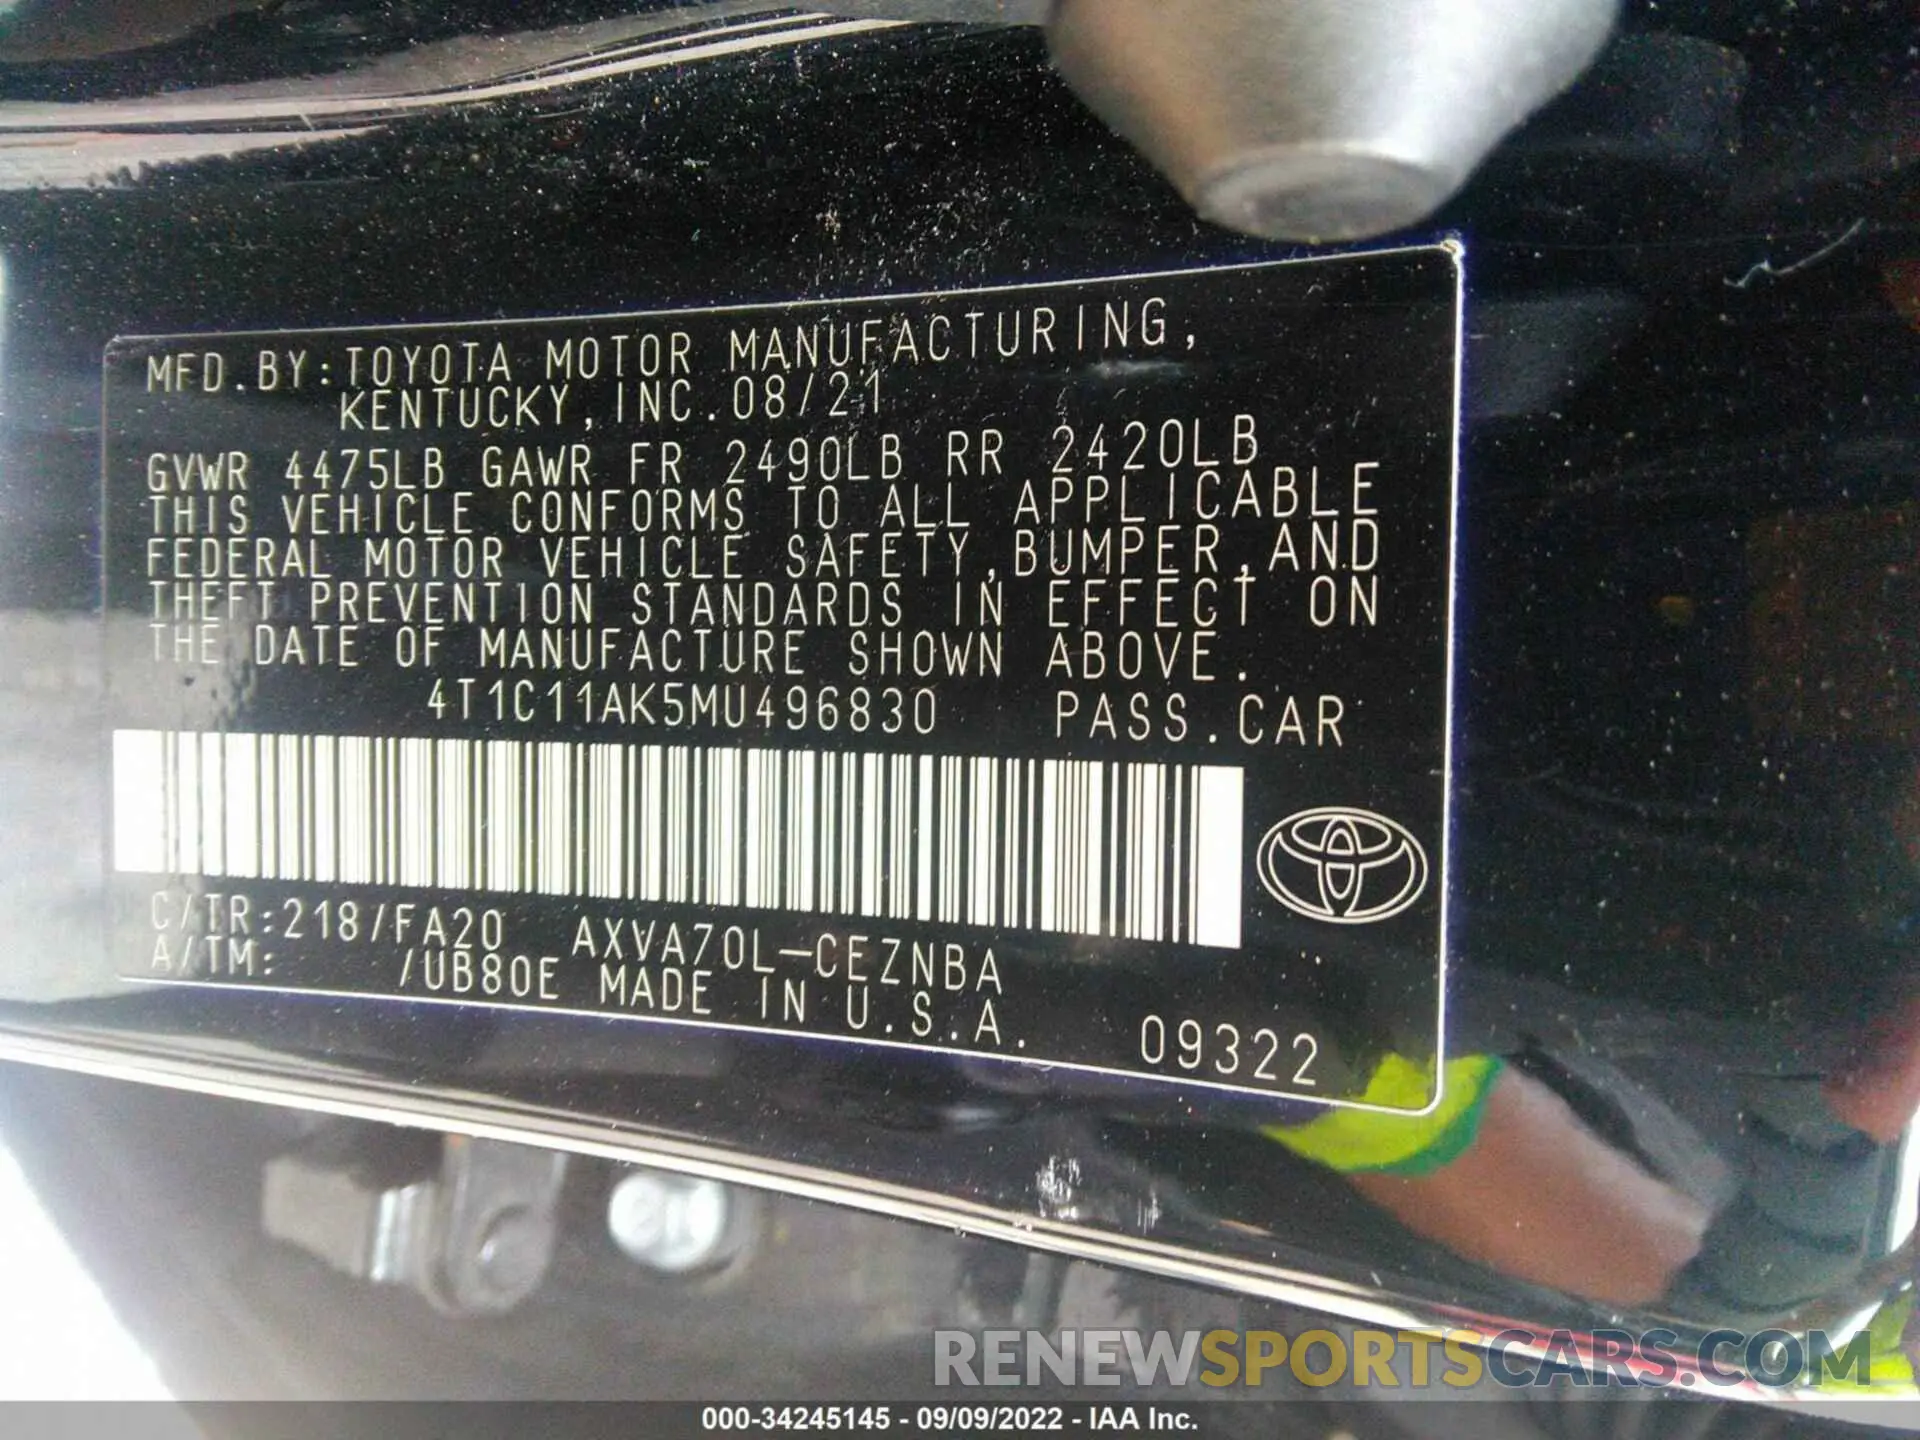 MFD.BY:TOYOTA MOTOR MANUFACTURING,
KENTUCKY,INC.08/21
GVWR 4475LB GAWR FR 2490LB RR 2420LB
THIS VEHICLE CONFORMS TO ALL APPLICABLE
FEDERAL MOTOR VEHICLE SAFETY,BUMPER,AND
THEFT PREVENTION STANDARDS IN EFFECT ON
THE DATE OF MANUFACTURE SHOWN ABOVE.
4T1C11AK5MU496830 PASS.CAR
C/TR:218/FA20 AXVA70L-CEZNBA
A/TM: /UB80E MADE IN U.S.A.
09322
RENEWSPORTSCARS.COM
000-34245145 - 09/09/2022 - IAA Inc.